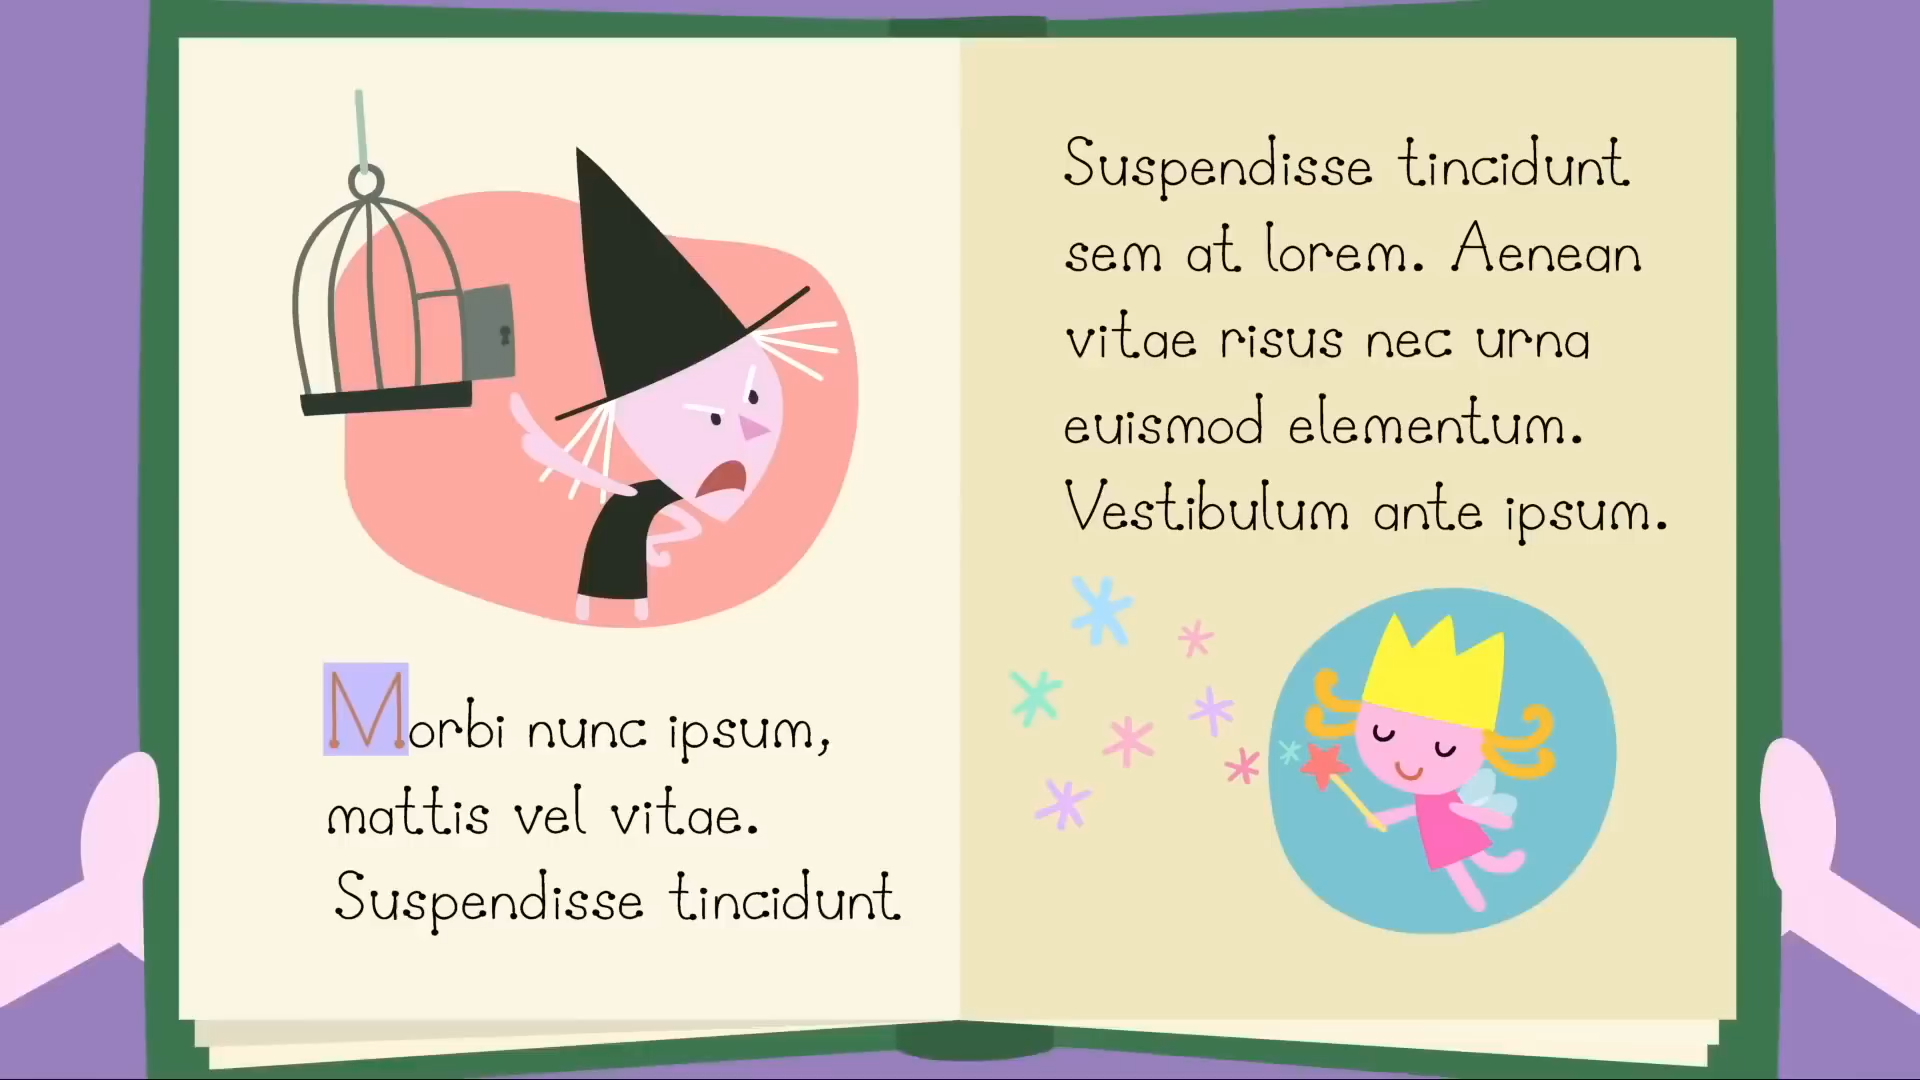 Morbi nunc ipsum,
mattis vel vitae.
Suspendisse tincidunt
Suspendisse tincidunt
sem at lorem. Aenean
vitae risus nec urna
euismod elementum.
Vestibulum ante ipsum.